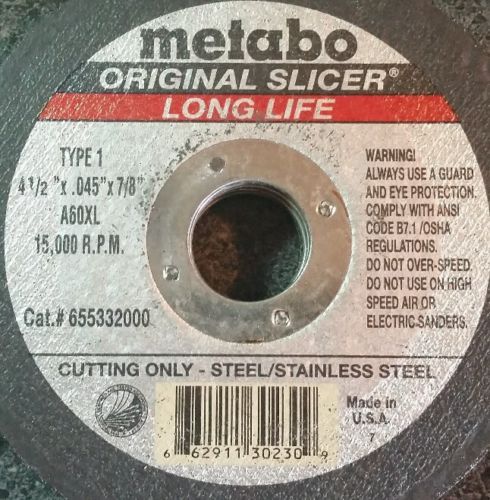 metabo
ORIGINAL SLICER®
LONG LIFE
TYPE 1
4 1/2 "x .045"x 7/8"
A60XL
15,000 R.P.M.
Cat.# 655332000
WARNING!
ALWAYS USE A GUARD
AND EYE PROTECTION.
COMPLY WITH ANSI
CODE B7.1 /OSHA
REGULATIONS.
DO NOT OVER-SPEED.
DO NOT USE ON HIGH
SPEED AIR OR
ELECTRIC SANDERS.
CUTTING ONLY - STEEL/STAINLESS STEEL
Made in
U.S.A.
7
6 62911 30230 9